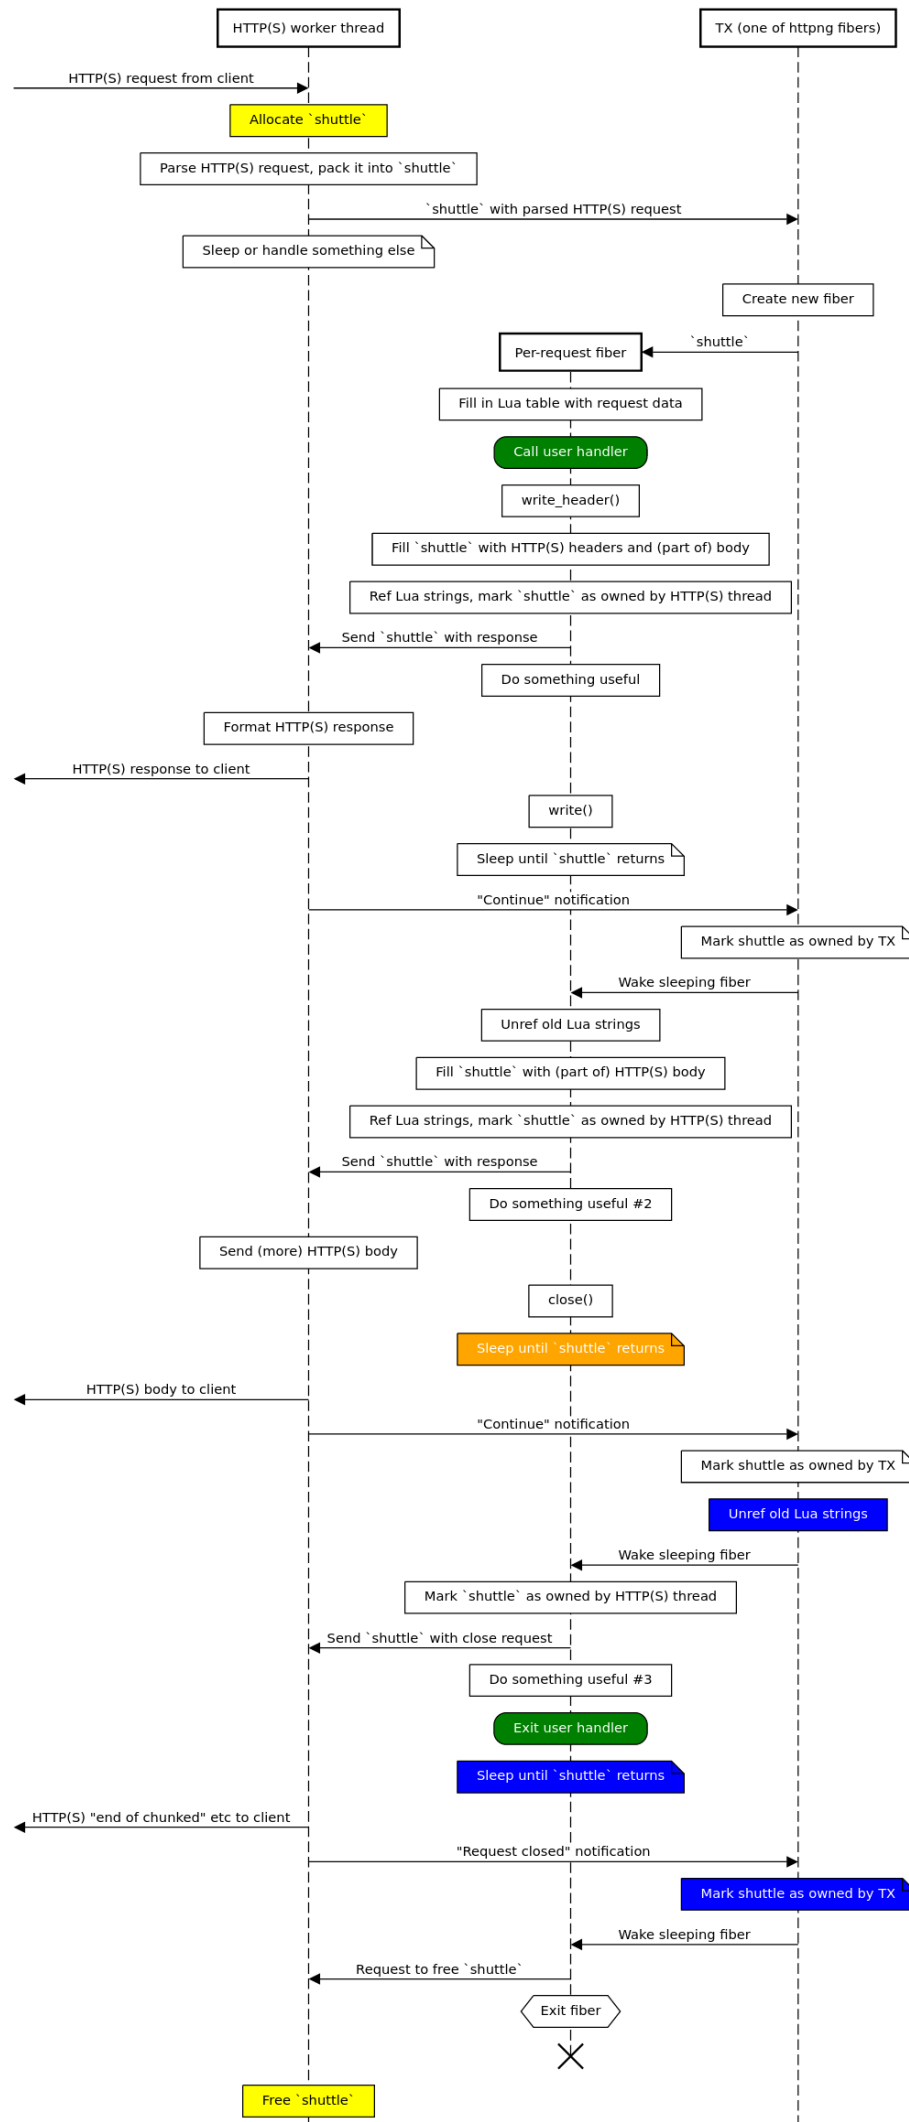 HTTP(S) worker thread
TX (one of httpng fibers)
HTTP(S) request from client
Allocate `shuttle`
Parse HTTP(S) request, pack it into `shuttle`
`shuttle` with parsed HTTP(S) request
Sleep or handle something else
Create new fiber
`shuttle`
Per-request fiber
Fill in Lua table with request data
Call user handler
write_header()
Fill `shuttle` with HTTP(S) headers and (part of) body
Ref Lua strings, mark `shuttle` as owned by HTTP(S) thread
Send `shuttle` with response
Do something useful
Format HTTP(S) response
HTTP(S) response to client
write()
Sleep until `shuttle` returns
"Continue" notification
Mark shuttle as owned by TX
Wake sleeping fiber
Unref old Lua strings
Fill `shuttle` with (part of) HTTP(S) body
Ref Lua strings, mark `shuttle` as owned by HTTP(S) thread
Send `shuttle` with response
Do something useful #2
Send (more) HTTP(S) body
close()
Sleep until `shuttle` returns
HTTP(S) body to client
"Continue" notification
Mark shuttle as owned by TX
Unref old Lua strings
Wake sleeping fiber
Mark `shuttle` as owned by HTTP(S) thread
Send `shuttle` with close request
Do something useful #3
Exit user handler
Sleep until `shuttle` returns
HTTP(S) "end of chunked" etc to client
"Request closed" notification
Mark shuttle as owned by TX
Wake sleeping fiber
Request to free `shuttle`
Exit fiber
Free `shuttle`